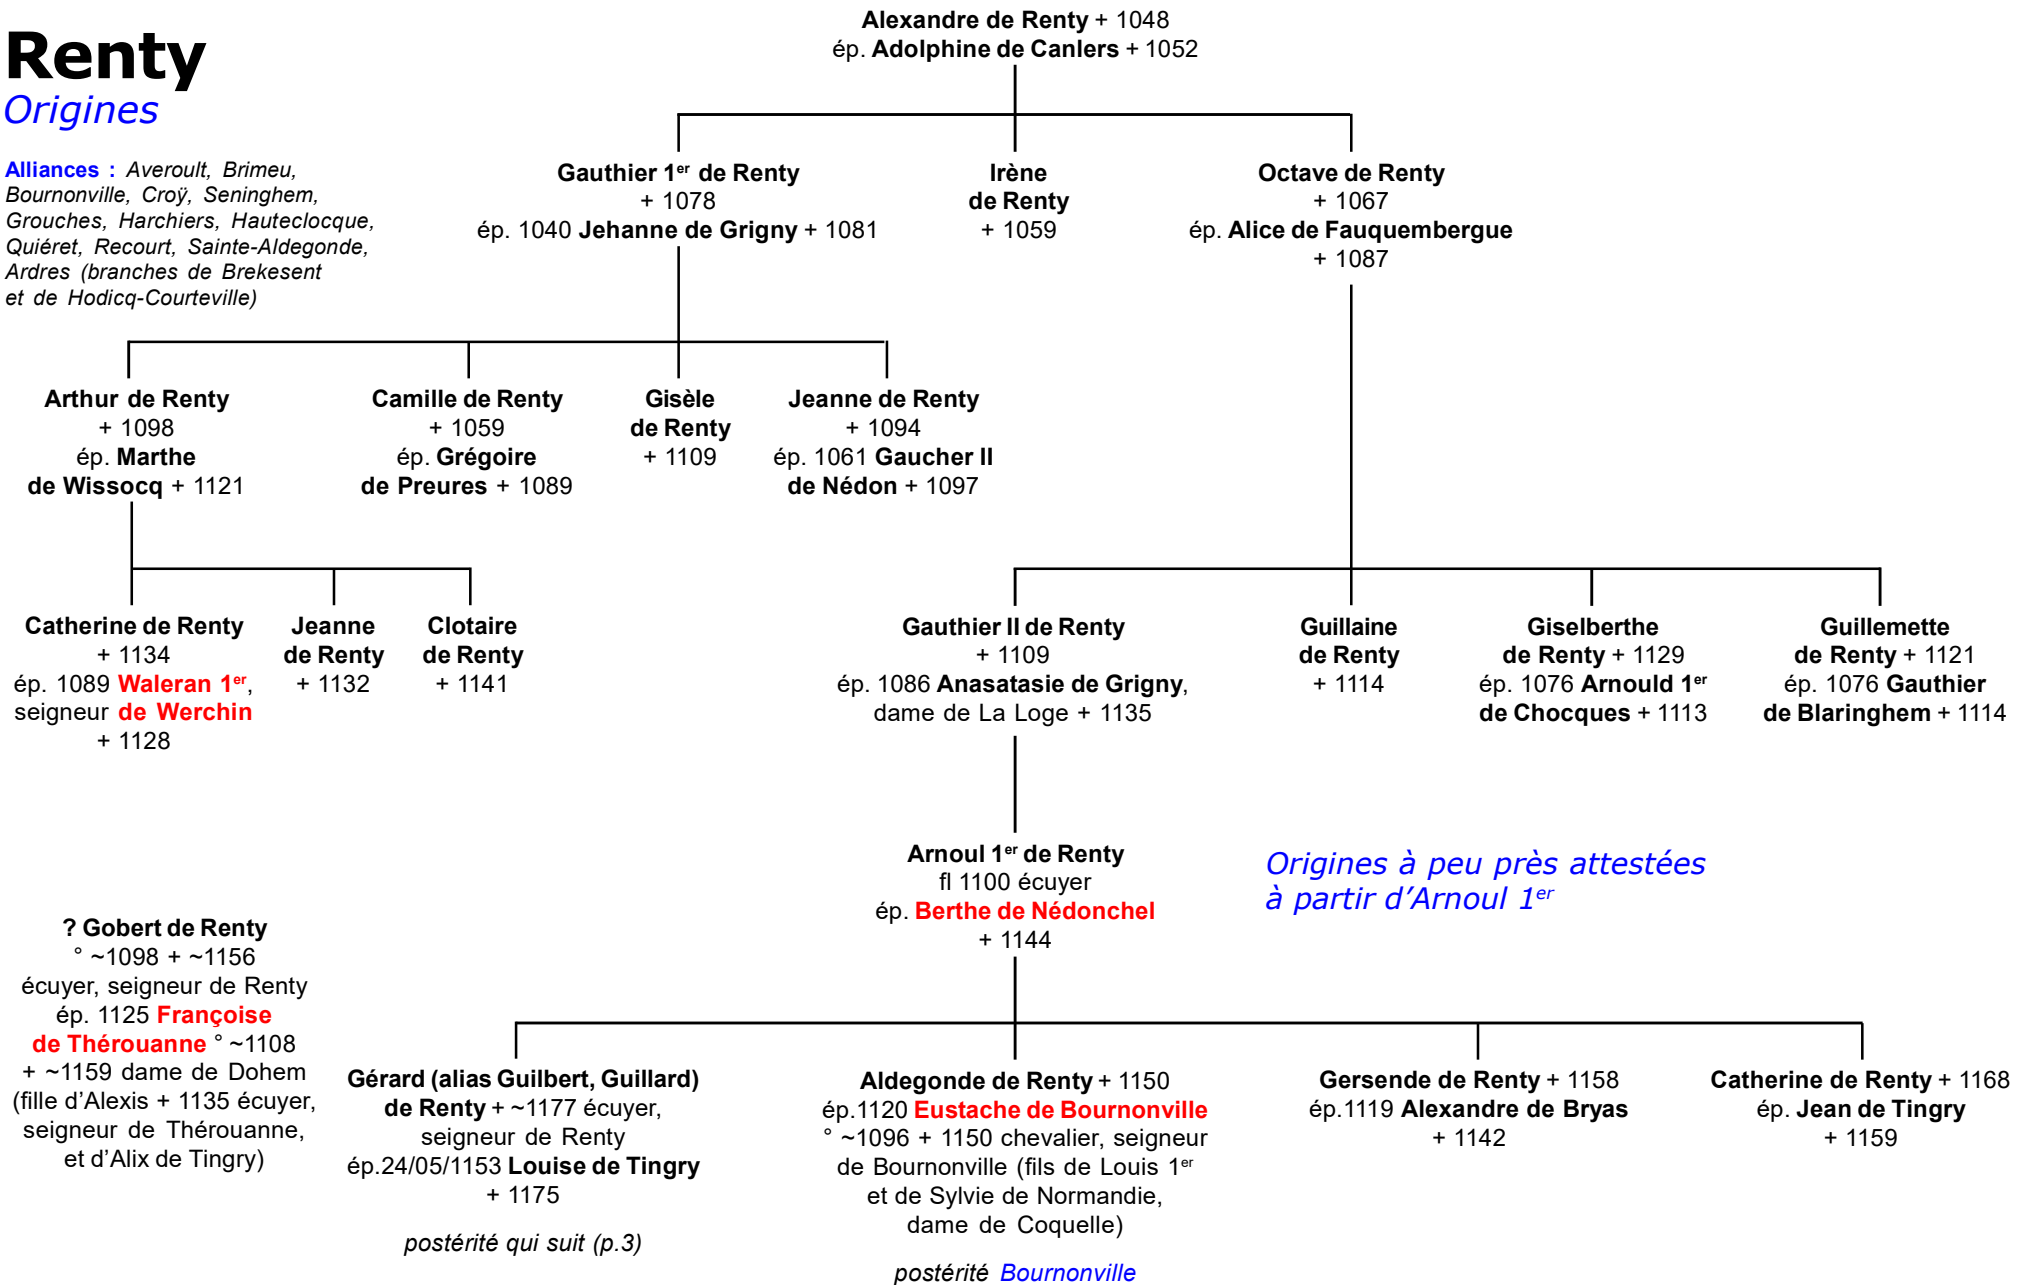 Renty
Origines
Alliances : Averoult, Brimeu,
Bournonville, Croÿ, Seninghem,
Grouches, Harchiers, Hauteclocque,
Quiéret, Recourt, Sainte-Aldegonde,
Ardres (branches de Brekesent
et de Hodicq-Courteville)
Alexandre de Renty + 1048
ép. Adolphine de Canlers + 1052
Gauthier 1er de Renty
+ 1078
ép. 1040 Jehanne de Grigny + 1081
Irène
de Renty
+ 1059
Octave de Renty
+ 1067
ép. Alice de Fauquembergue
+ 1087
Arthur de Renty
+ 1098
ép. Marthe
de Wissocq + 1121
Camille de Renty
+ 1059
ép. Grégoire
de Preures + 1089
Gisèle
de Renty
+ 1109
Jeanne de Renty
+ 1094
ép. 1061 Gaucher II
de Nédon + 1097
Catherine de Renty
+ 1134
ép. 1089 Waleran 1er,
seigneur de Werchin
+ 1128
Jeanne
de Renty
+ 1132
Clotaire
de Renty
+ 1141
Gauthier II de Renty
+ 1109
ép. 1086 Anasatasie de Grigny,
dame de La Loge + 1135
Guillaine
de Renty
+ 1114
Giselberthe
de Renty + 1129
ép. 1076 Arnould 1er
de Chocques + 1113
Guillemette
de Renty + 1121
ép. 1076 Gauthier
de Blaringhem + 1114
Arnoul 1er de Renty
fl 1100 écuyer
ép. Berthe de Nédonchel
+ 1144
Origines à peu près attestées
à partir d'Arnoul 1er
? Gobert de Renty
° ~1098 + ~1156
écuyer, seigneur de Renty
ép. 1125 Françoise
de Thérouanne ° ~1108
+ ~1159 dame de Dohem
(fille d'Alexis + 1135 écuyer,
seigneur de Thérouanne,
et d'Alix de Tingry)
Gérard (alias Guilbert, Guillard)
de Renty + ~1177 écuyer,
seigneur de Renty
ép.24/05/1153 Louise de Tingry
+ 1175
postérité qui suit (p.3)
Aldegonde de Renty + 1150
ép.1120 Eustache de Bournonville
° ~1096 + 1150 chevalier, seigneur
de Bournonville (fils de Louis 1er
et de Sylvie de Normandie,
dame de Coquelle)
postérité Bournonville
Gersende de Renty + 1158
ép.1119 Alexandre de Bryas
+ 1142
Catherine de Renty + 1168
ép. Jean de Tingry
+ 1159